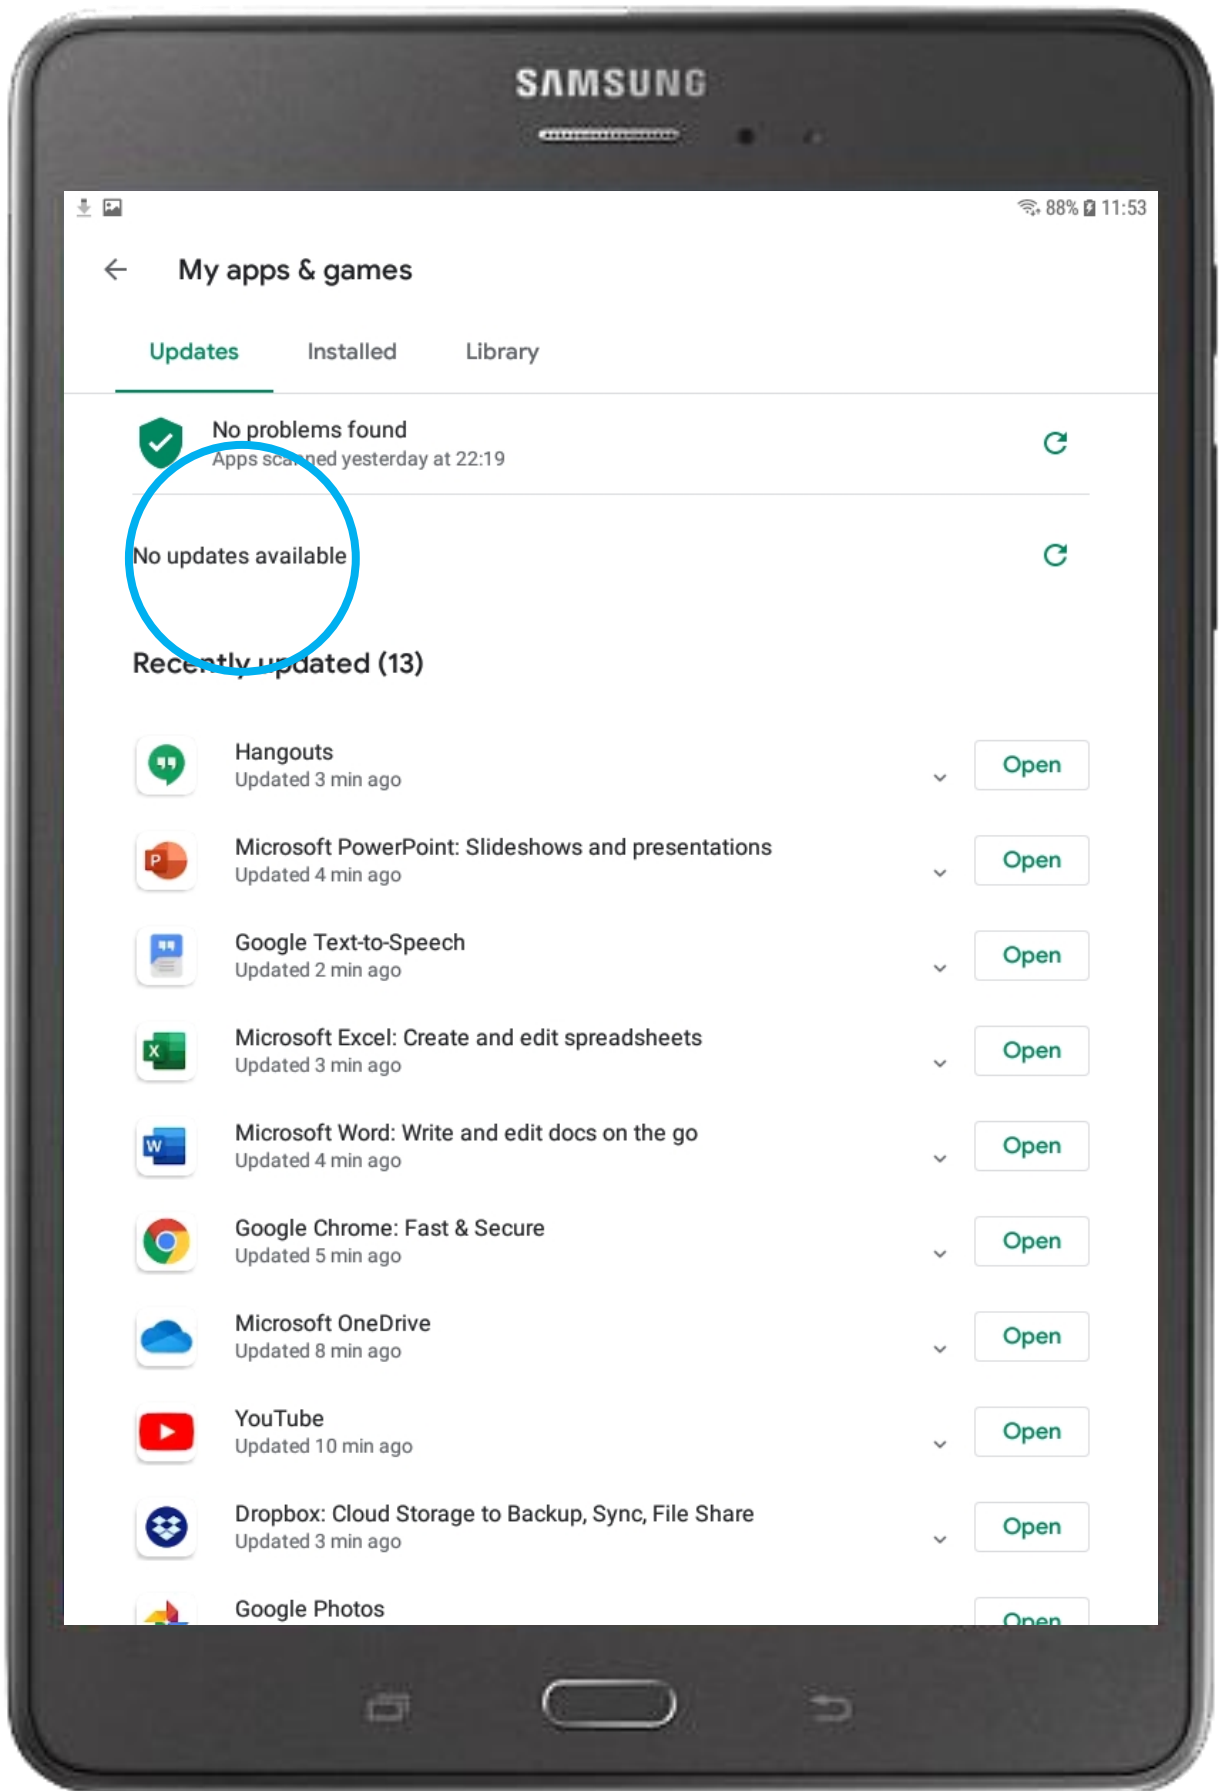 SAMSUNG
88% 11:53
My apps & games
Updates Installed Library
No problems found
Apps scanned yesterday at 22:19
No updates available
Recently updated (13)
Hangouts
Updated 3 min ago
Open
Microsoft PowerPoint: Slideshows and presentations
Updated 4 min ago
Open
Google Text-to-Speech
Updated 2 min ago
Open
Microsoft Excel: Create and edit spreadsheets
Updated 3 min ago
Open
Microsoft Word: Write and edit docs on the go
Updated 4 min ago
Open
Google Chrome: Fast & Secure
Updated 5 min ago
Open
Microsoft OneDrive
Updated 8 min ago
Open
YouTube
Updated 10 min ago
Open
Dropbox: Cloud Storage to Backup, Sync, File Share
Updated 3 min ago
Open
Google Photos
Open